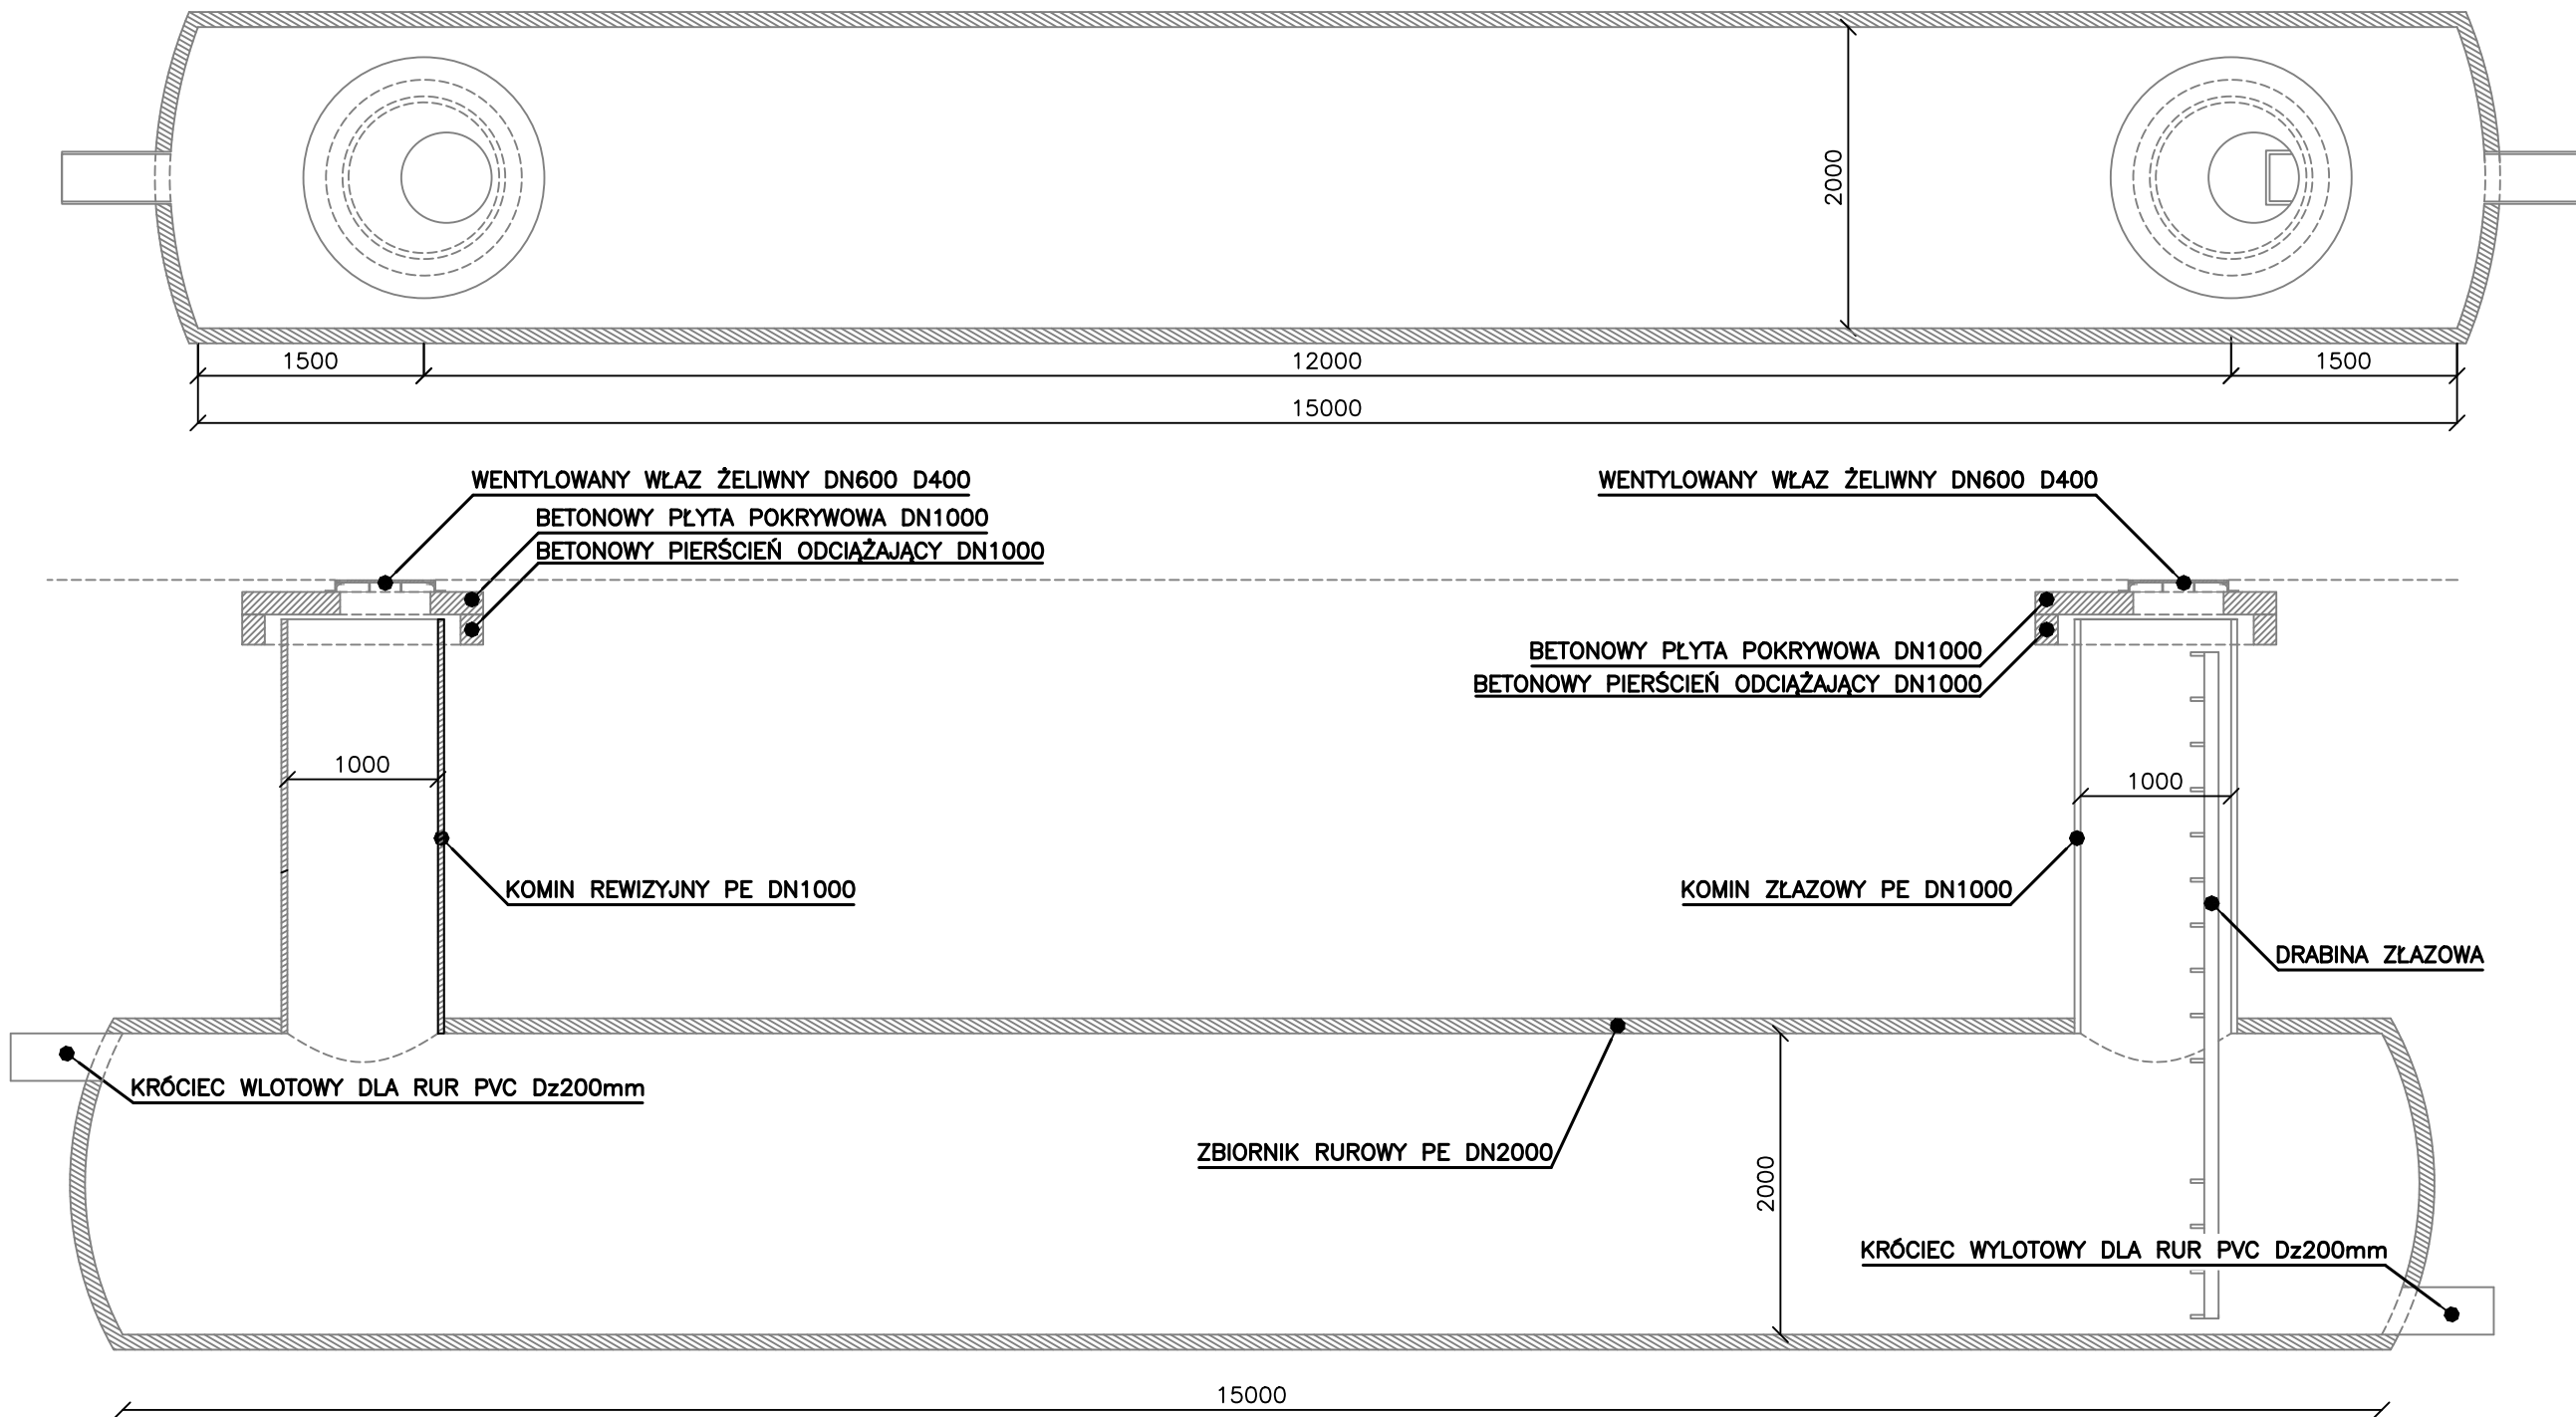 2000
1500
12000
1500
15000
WENTYLOWANY WŁAZ ŻELIWNY DN600 D400
WENTYLOWANY WŁAZ ŻELIWNY DN600 D400
BETONOWY PŁYTA POKRYWOWA DN1000
BETONOWY PIERŚCIEŃ ODCIĄŻAJĄCY DN1000
BETONOWY PŁYTA POKRYWOWA DN1000
BETONOWY PIERŚCIEŃ ODCIĄŻAJĄCY DN1000
1000
1000
KOMIN REWIZYJNY PE DN1000
KOMIN ZŁAZOWY PE DN1000
DRABINA ZŁAZOWA
KRÓCIEC WLOTOWY DLA RUR PVC Dz200mm
ZBIORNIK RUROWY PE DN2000
2000
KRÓCIEC WYLOTOWY DLA RUR PVC Dz200mm
15000